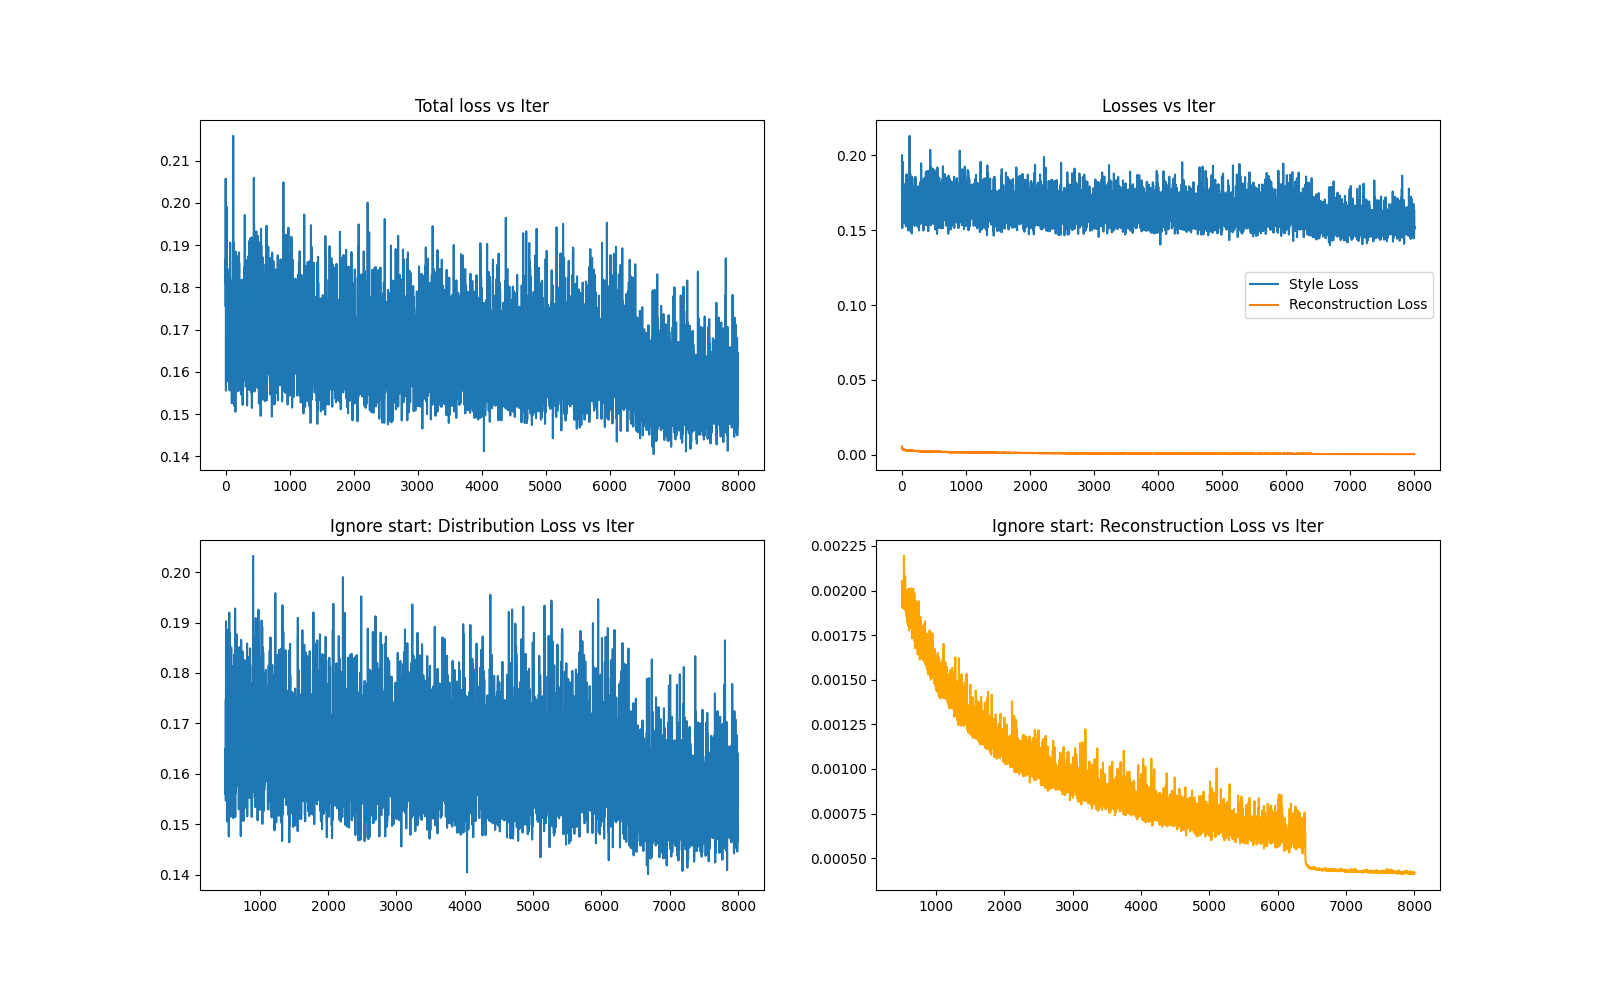 Total loss vs Iter
0.21
0.20
0.19
0.18
0.17
0.16
0.15
0.14
0 1000 2000 3000 4000 5000 6000 7000 8000
Losses vs Iter
0.20
0.15
0.10
0.05
0.00
Style Loss
Reconstruction Loss
0 1000 2000 3000 4000 5000 6000 7000 8000
Ignore start: Distribution Loss vs Iter
0.20
0.19
0.18
0.17
0.16
0.15
0.14
1000 2000 3000 4000 5000 6000 7000 8000
Ignore start: Reconstruction Loss vs Iter
0.00225
0.00200
0.00175
0.00150
0.00125
0.00100
0.00075
0.00050
1000 2000 3000 4000 5000 6000 7000 8000